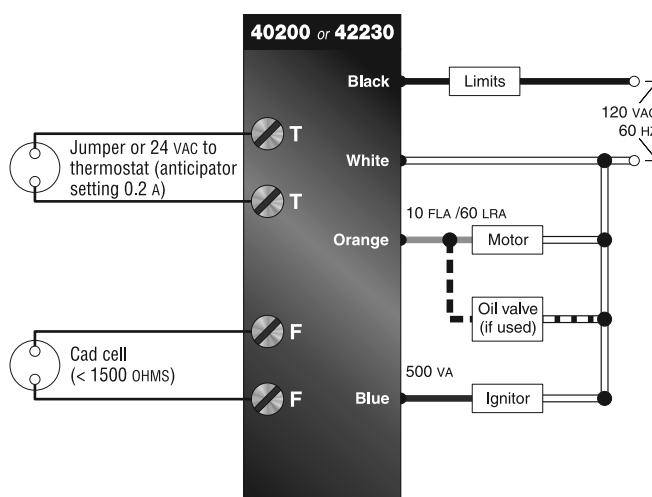 40200 or 42230
Black
Limits
120 VAC
60 HZ
T
Jumper or 24 VAC to
thermostat (anticipator
setting 0.2 A)
White
T
10 FLA /60 LRA
Orange
Motor
Oil valve
(if used)
F
Cad cell
(< 1500 OHMS)
500 VA
F
Blue
Ignitor